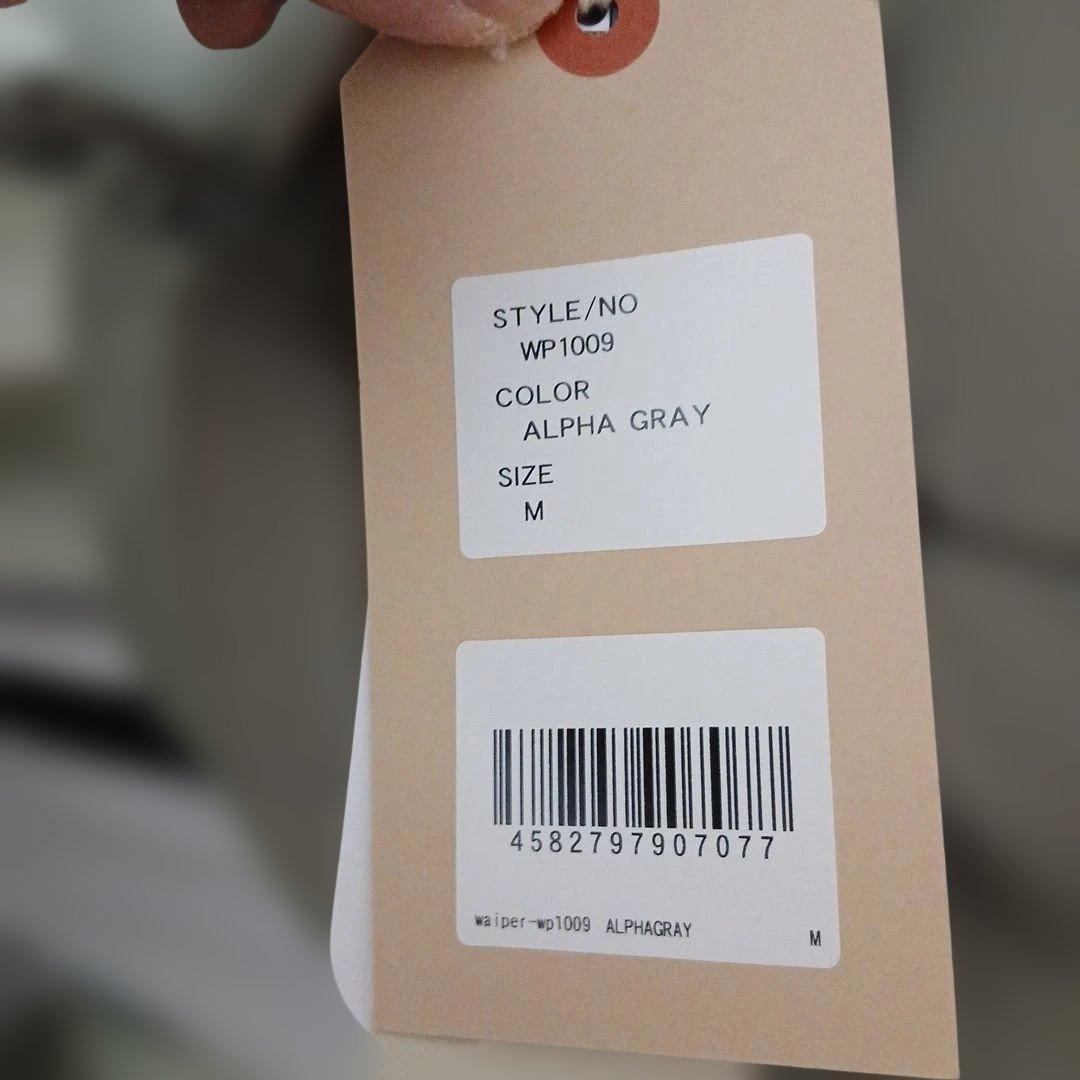 STYLE/NO
WP1009
COLOR
ALPHA GRAY
SIZE
M
4582797907077
waiper-wp1009 ALPHAGRAY M